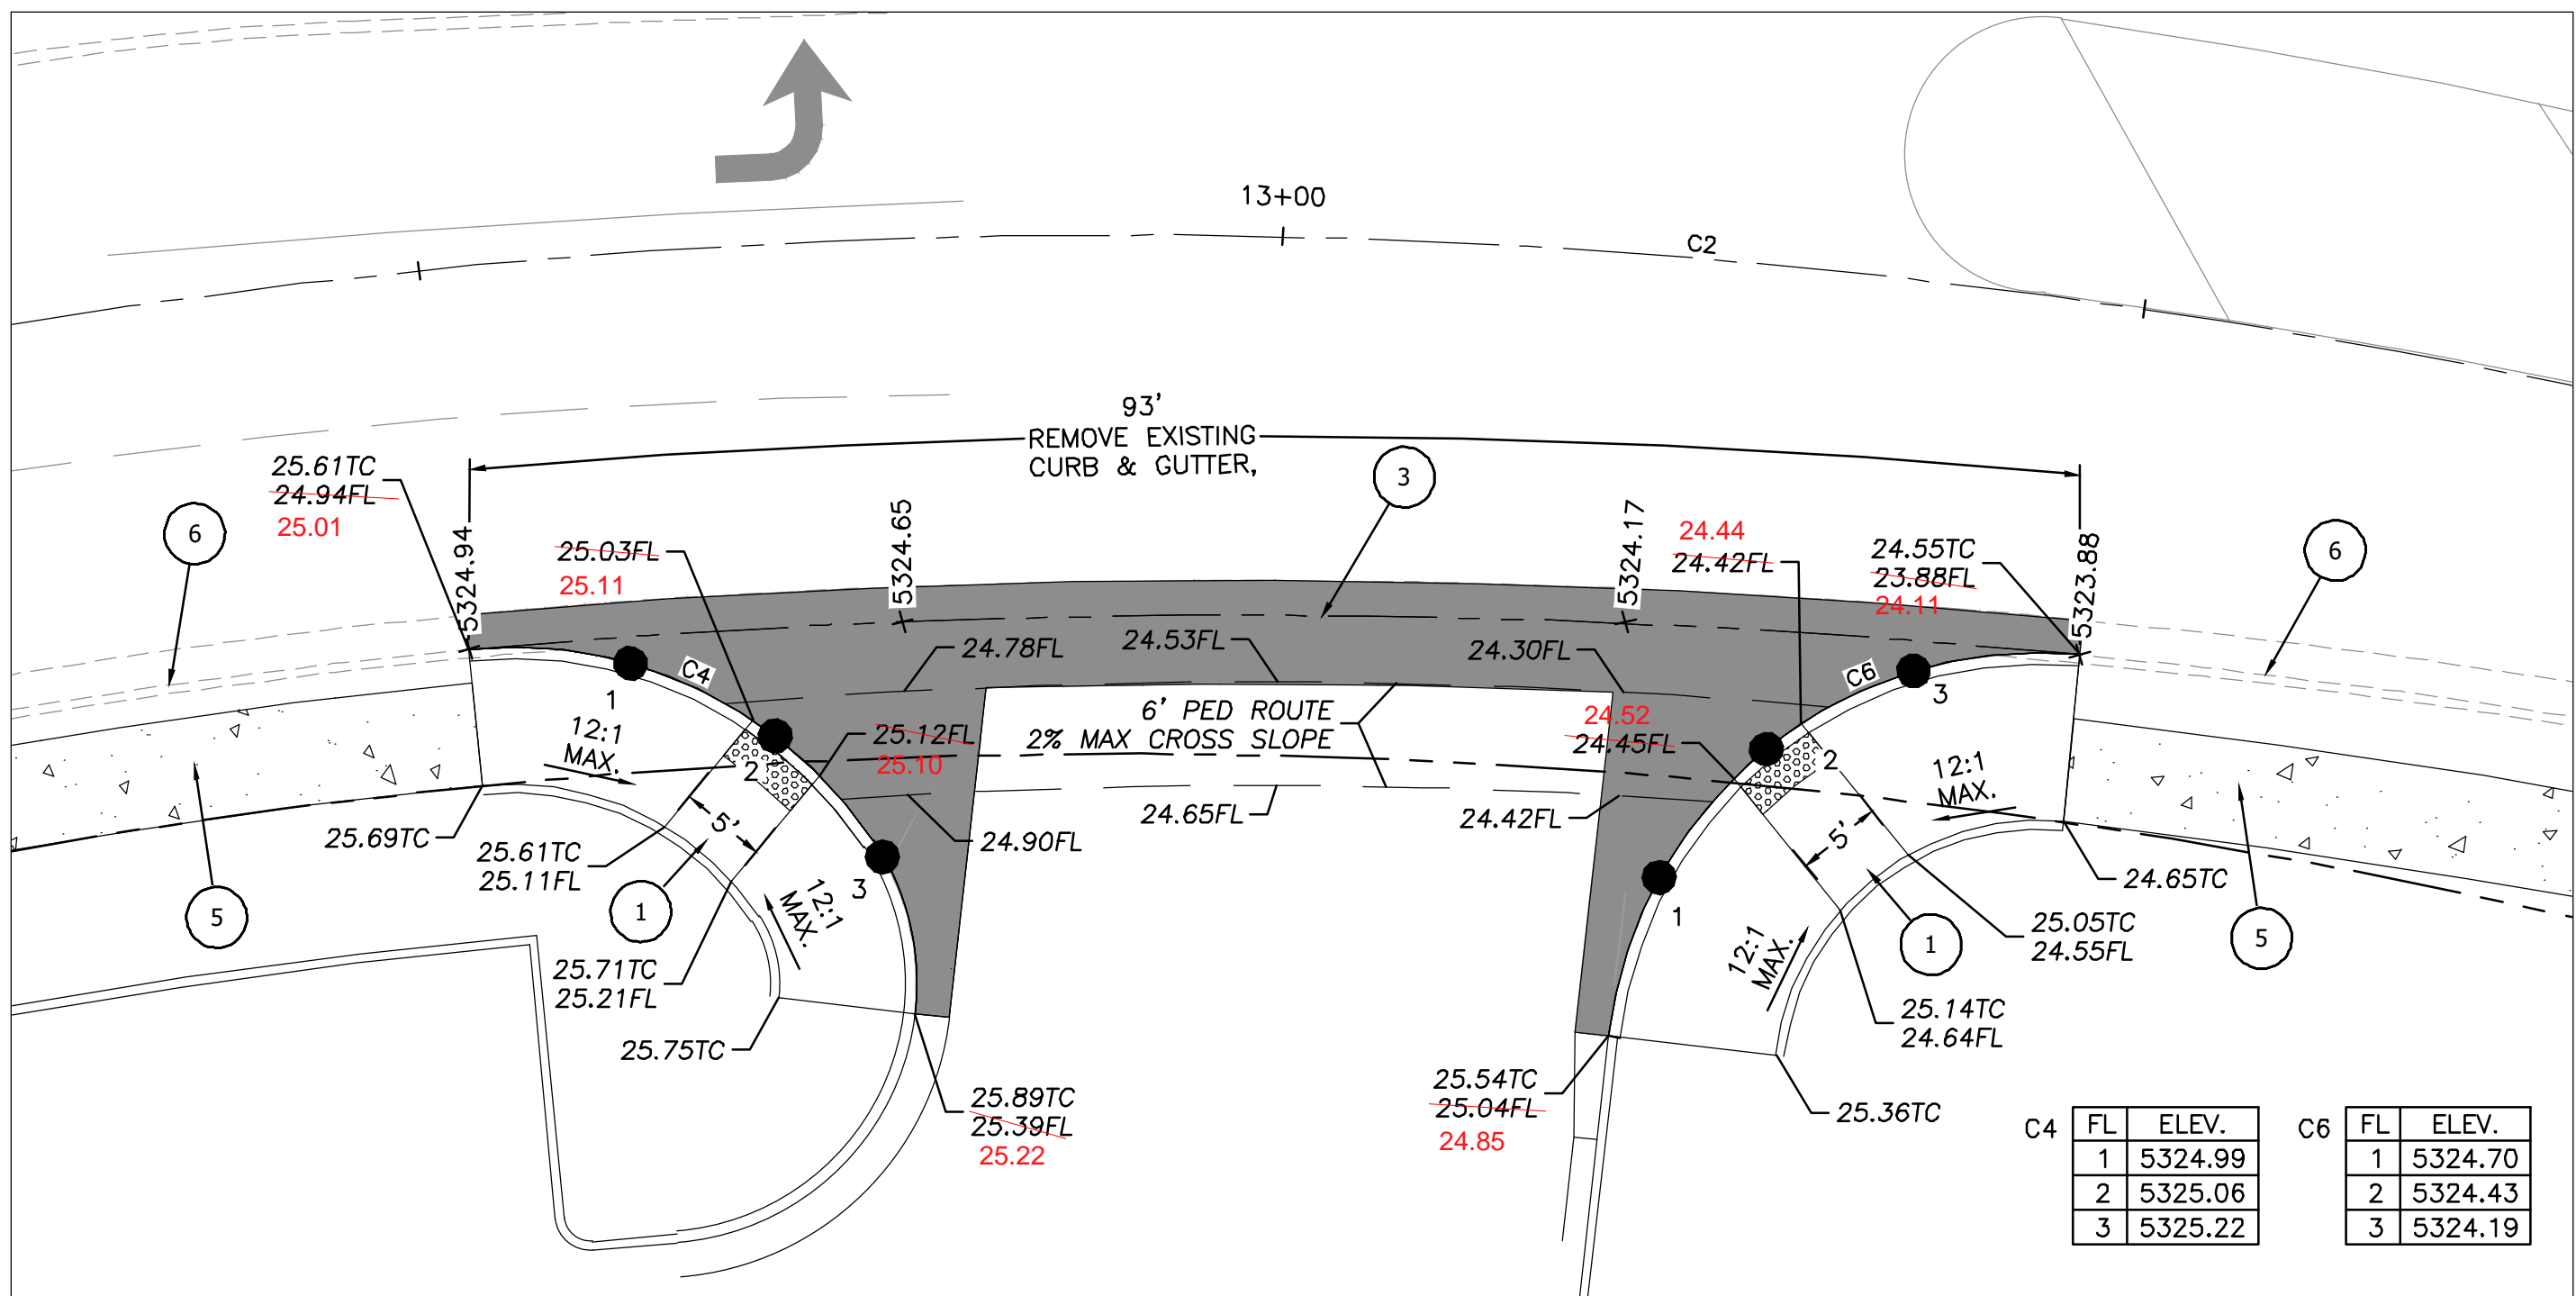 13+00
C2
93'
REMOVE EXISTING
CURB & GUTTER,
25.61TC
24.94FL
25.01
3
6
5324.94
25.03FL
25.11
5324.65
5324.17
24.44
24.42FL
24.55TC
23.88FL
24.11
5323.88
6
24.78FL
24.53FL
24.30FL
C4
1
C6
3
12:1
MAX.
2
25.12FL
25.10
6' PED ROUTE
2% MAX CROSS SLOPE
24.52
24.45FL
2
12:1
MAX.
25.69TC
5'
24.65FL
24.42FL
5'
24.90FL
25.61TC
25.11FL
3
1
24.65TC
5
1
12:1
MAX.
12:1
MAX.
1
25.05TC
24.55FL
5
25.71TC
25.21FL
25.14TC
24.64FL
25.75TC
25.89TC
25.39FL
25.22
25.54TC
25.04FL
24.85
25.36TC
C4
FL ELEV.
1 5324.99
2 5325.06
3 5325.22
C6
FL ELEV.
1 5324.70
2 5324.43
3 5324.19